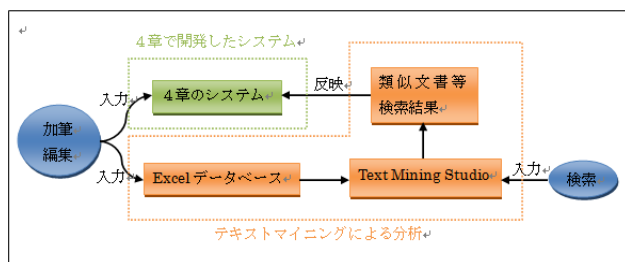 4章で開発したシステム
入力
4章のシステム
反映
類似文書等
検索結果
加筆
編集
入力
Excel データベース
Text Mining Studio
入力
検索
テキストマイニングによる分析